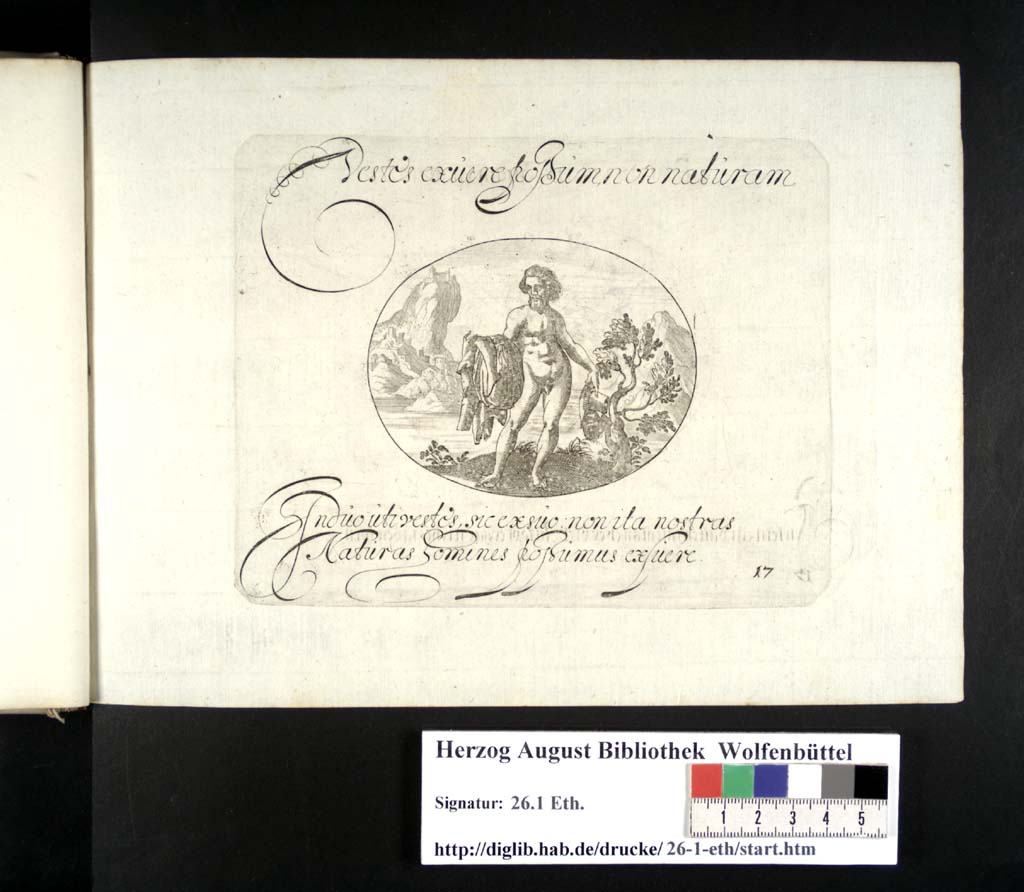 Vestes exuere possum, non naturam
Induo uti vestes, sic exsuo: non ita nostras
Naturas homines possumus exsuere.
17
Herzog August Bibliothek Wolfenbüttel
Signatur: 26.1 Eth.
1 2 3 4 5
http://diglib.hab.de/drucke/ 26-1-eth/start.htm